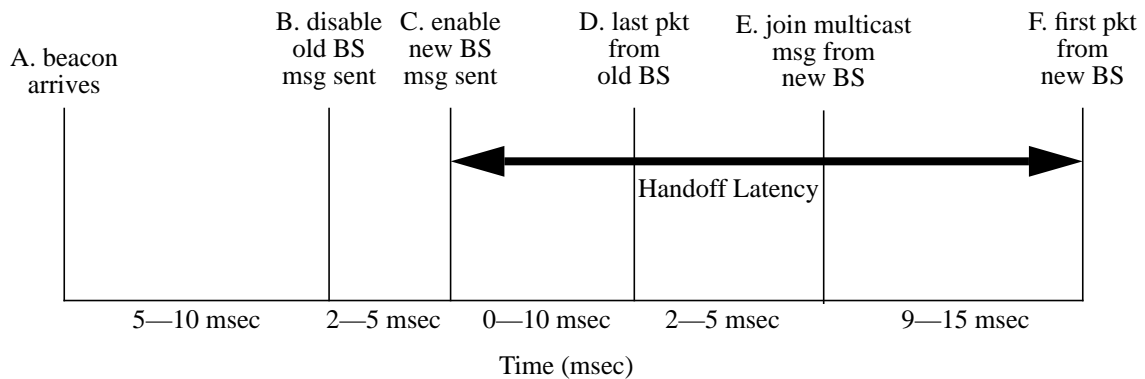 A. beacon
arrives
B. disable
old BS
msg sent
C. enable
new BS
msg sent
D. last pkt
from
old BS
E. join multicast
msg from
new BS
F. first pkt
from
new BS
Handoff Latency
5—10 msec
2—5 msec
0—10 msec
2—5 msec
9—15 msec
Time (msec)